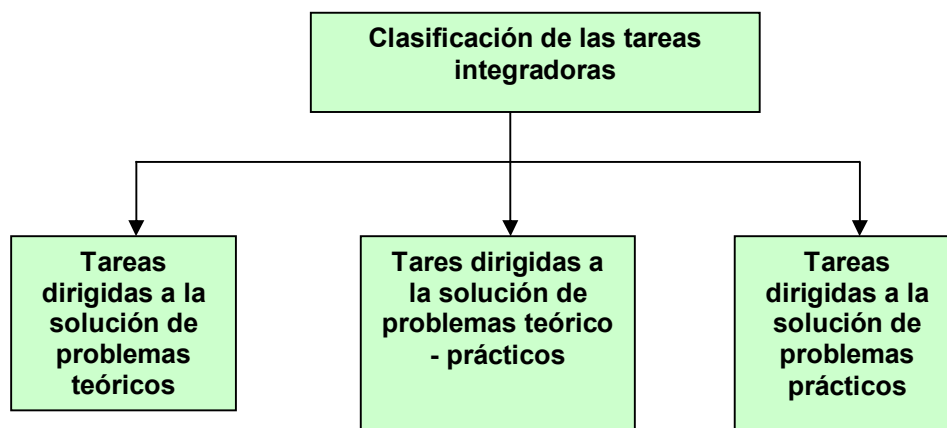 Clasificación de las tareas
integradoras
Tareas
dirigidas a la
solución de
problemas
teóricos
Tares dirigidas a
la solución de
problemas teórico
- prácticos
Tareas
dirigidas a la
solución de
problemas
prácticos